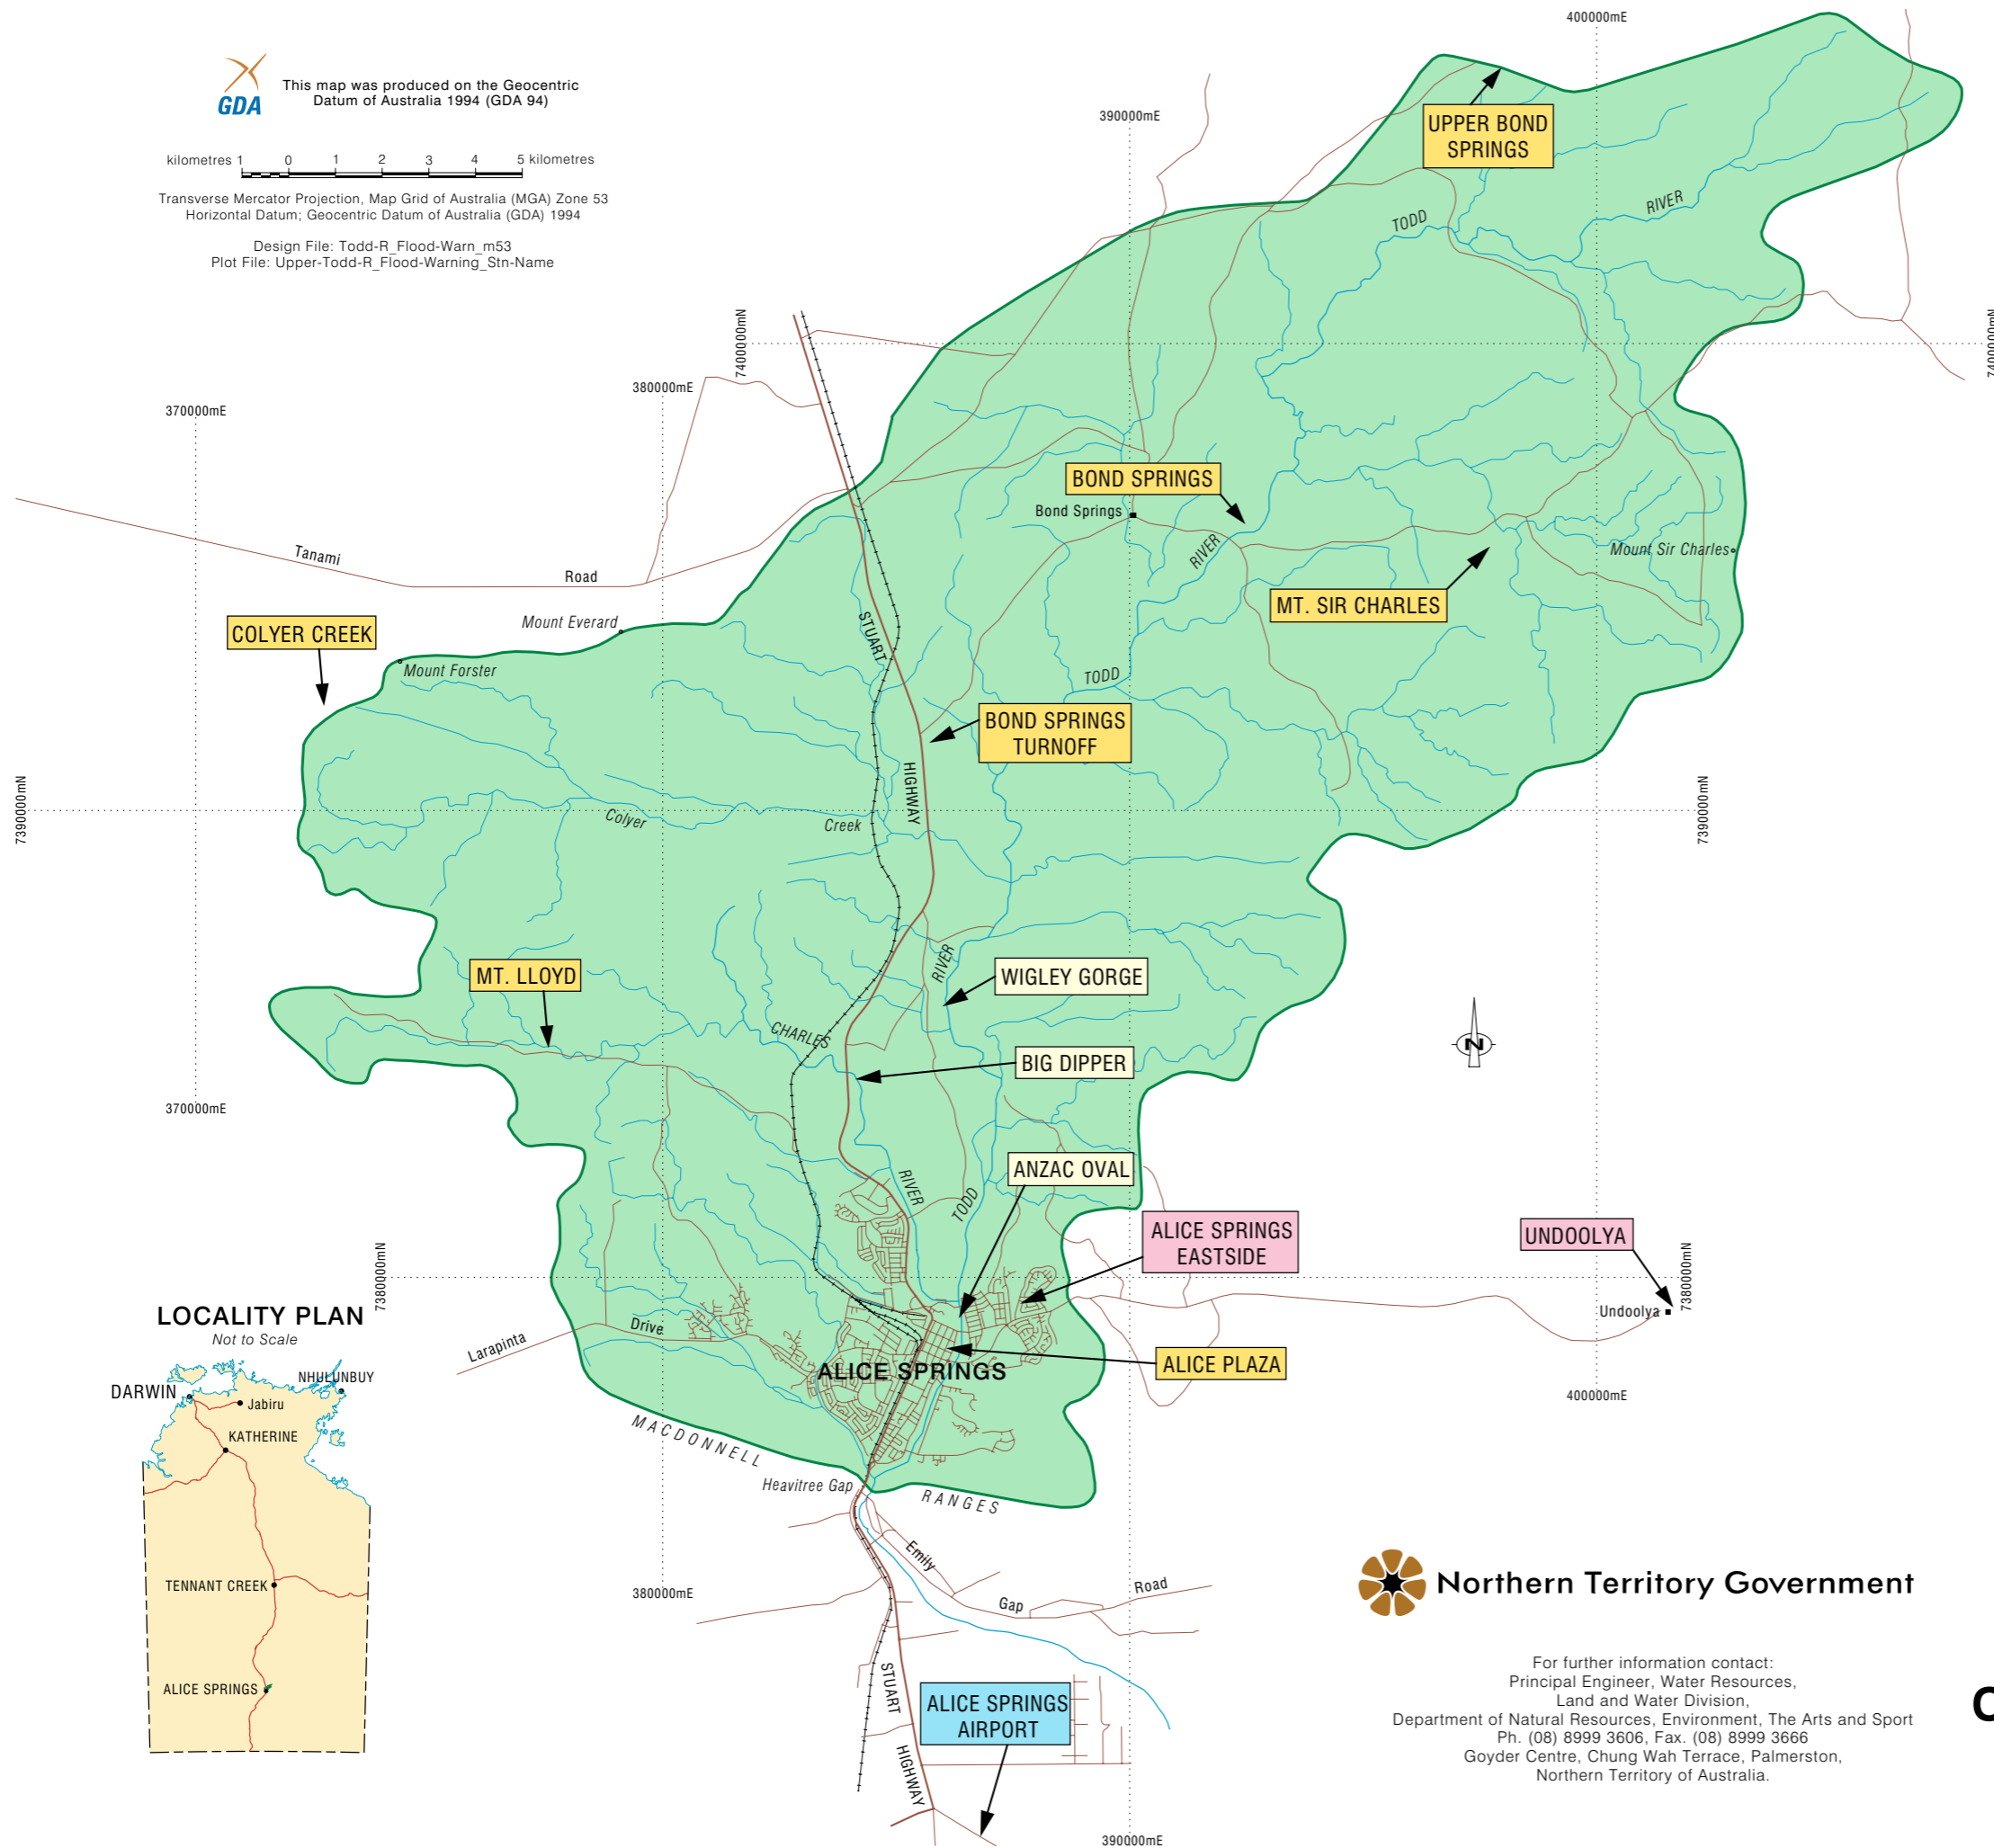 GDA
This map was produced on the Geocentric
Datum of Australia 1994 (GDA 94)
kilometres 1 0 1 2 3 4 5 kilometres
Transverse Mercator Projection, Map Grid of Australia (MGA) Zone 53
Horizontal Datum; Geocentric Datum of Australia (GDA) 1994
Design File: Todd-R_Flood-Warn_m53
Plot File: Upper-Todd-R_Flood-Warning_Stn-Name
400000mE
390000mE
UPPER BOND
SPRINGS
TODD
RIVER
7400000mN
7400000mN
380000mE
370000mE
BOND SPRINGS
Bond Springs
RIVER
Mount Sir Charles
MT. SIR CHARLES
Tanami
Road
Mount Everard
COLYER CREEK
Mount Forster
STUART
TODD
BOND SPRINGS
TURNOFF
HIGHWAY
7390000mN
7390000mN
Colyer
Creek
MT. LLOYD
RIVER
WIGLEY GORGE
CHARLES
N
BIG DIPPER
370000mE
ANZAC OVAL
RIVER
TODD
ALICE SPRINGS
EASTSIDE
UNDOOLYA
7380000mN
7380000mN
Undoolya
LOCALITY PLAN
Not to Scale
Larapinta
Drive
ALICE SPRINGS
ALICE PLAZA
400000mE
DARWIN
NHULUNBUY
Jabiru
KATHERINE
TENNANT CREEK
ALICE SPRINGS
MACDONNELL
Heavitree Gap
RANGES
380000mE
Emily
Gap
Road
STUART
HIGHWAY
ALICE SPRINGS
AIRPORT
390000mE
Northern Territory Government
For further information contact:
Principal Engineer, Water Resources,
Land and Water Division,
Department of Natural Resources, Environment, The Arts and Sport
Ph. (08) 8999 3606, Fax. (08) 8999 3666
Goyder Centre, Chung Wah Terrace, Palmerston,
Northern Territory of Australia.